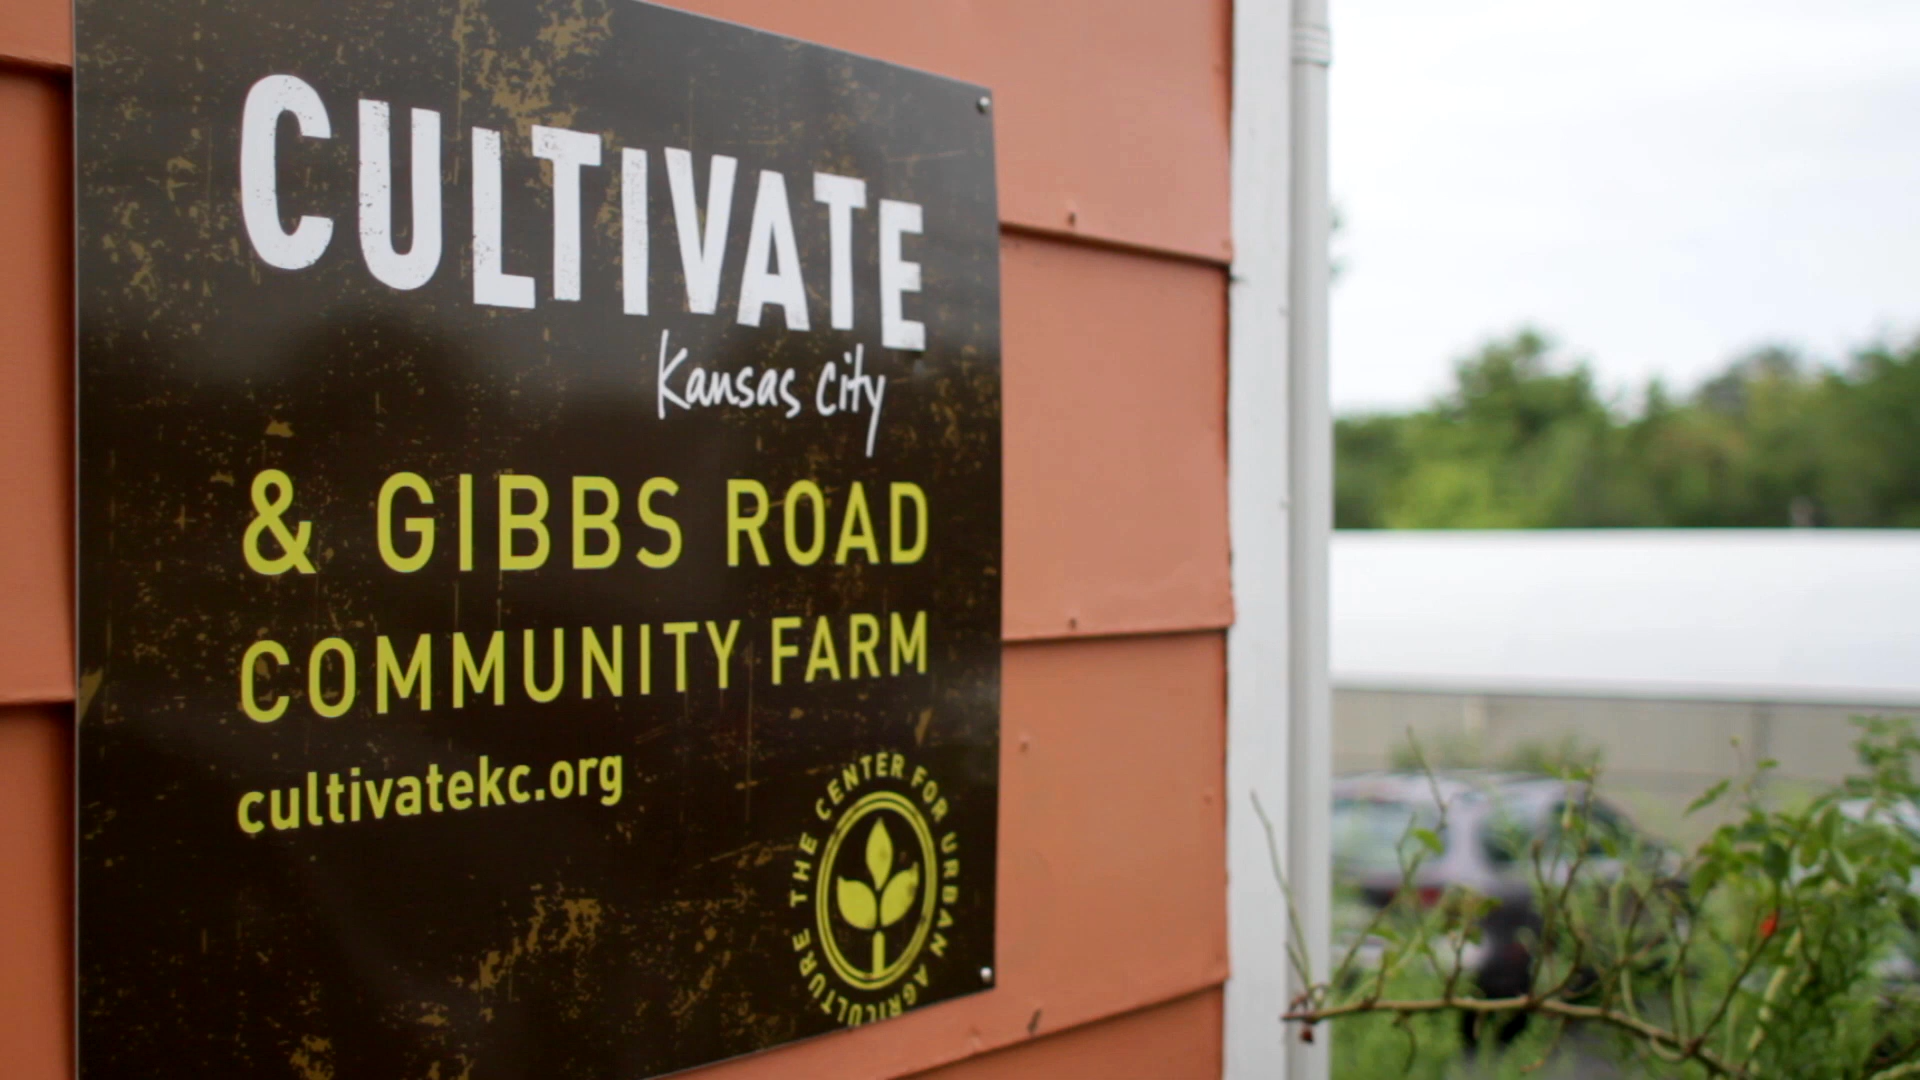 CULTIVATE
Kansas City
& GIBBS ROAD
COMMUNITY FARM
cultivatekc.org
THE CENTER FOR URBAN AGRICULTURE